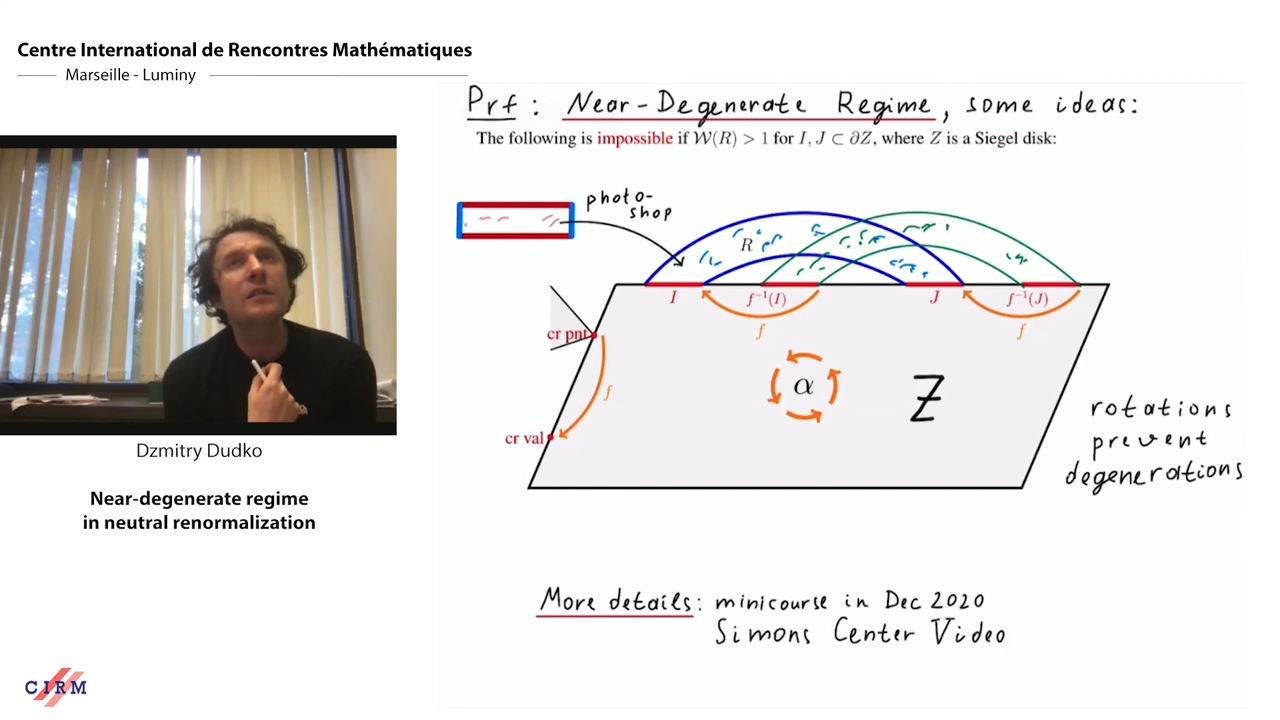 Centre International de Rencontres Mathématiques
Marseille - Luminy
Prf : Near-Degenerate Regime, some ideas:
The following is impossible if W(R) > 1 for I, J ⊂ ∂Z, where Z is a Siegel disk:
photo-
shop
R
I
f⁻¹(I)
J
f⁻¹(J)
f
f
cr pnt
f
α
Z
cr val
rotations
prevent
degenerations
Dzmitry Dudko
Near-degenerate regime
in neutral renormalization
More details: minicourse in Dec 2020
Simons Center Video
CIRM